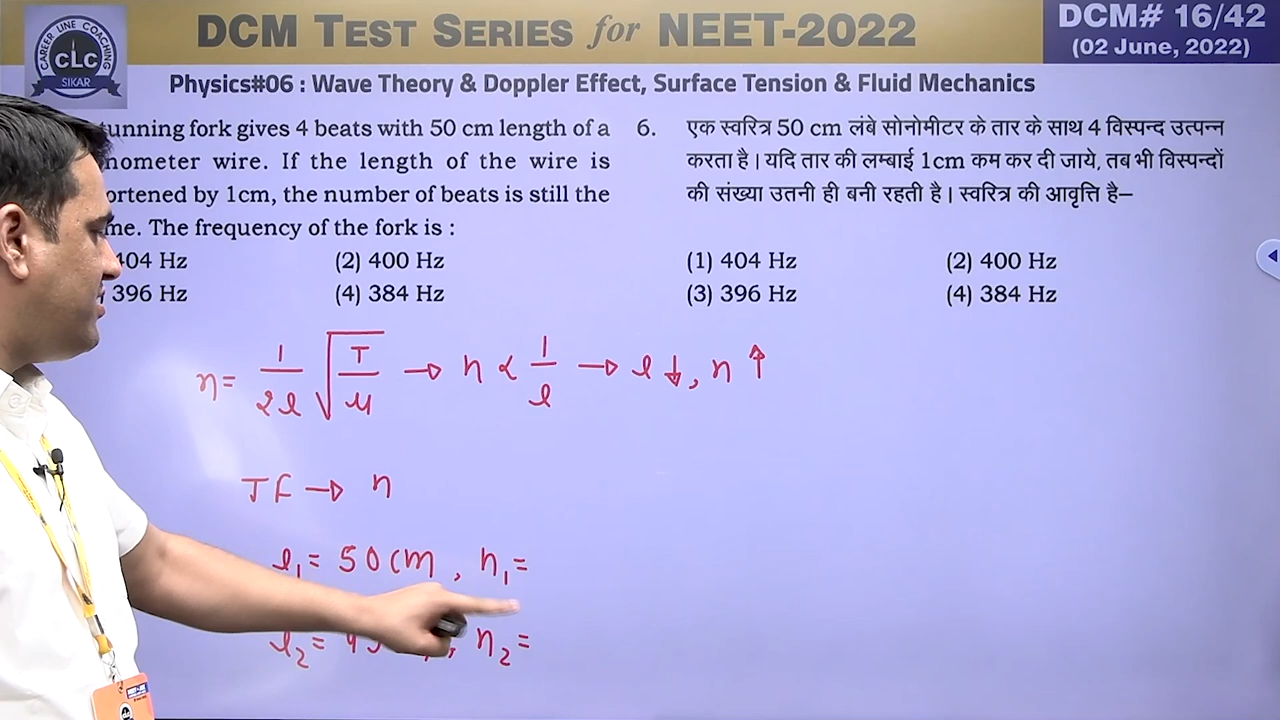 DCM TEST SERIES for NEET-2022
DCM# 16/42
(02 June, 2022)
CAREER LINE COACHING
CLC
SIKAR
Physics#06 : Wave Theory & Doppler Effect, Surface Tension & Fluid Mechanics
tunning fork gives 4 beats with 50 cm length of a
nometer wire. If the length of the wire is
ortened by 1cm, the number of beats is still the
me. The frequency of the fork is :
404 Hz (2) 400 Hz
396 Hz (4) 384 Hz
6. एक स्वरित्र 50 cm लंबे सोनोमीटर के तार के साथ 4 विस्पन्द उत्पन्न
करता है। यदि तार की लम्बाई 1cm कम कर दी जाये, तब भी विस्पन्दों
की संख्या उतनी ही बनी रहती है। स्वरित्र की आवृत्ति है–
(1) 404 Hz (2) 400 Hz
(3) 396 Hz (4) 384 Hz
n = 1/2l √T/μ → n ∝ 1/l → l ↓, n ↑
TF → n
l₁ = 50 cm, n₁ =
l₂ = n₂ =